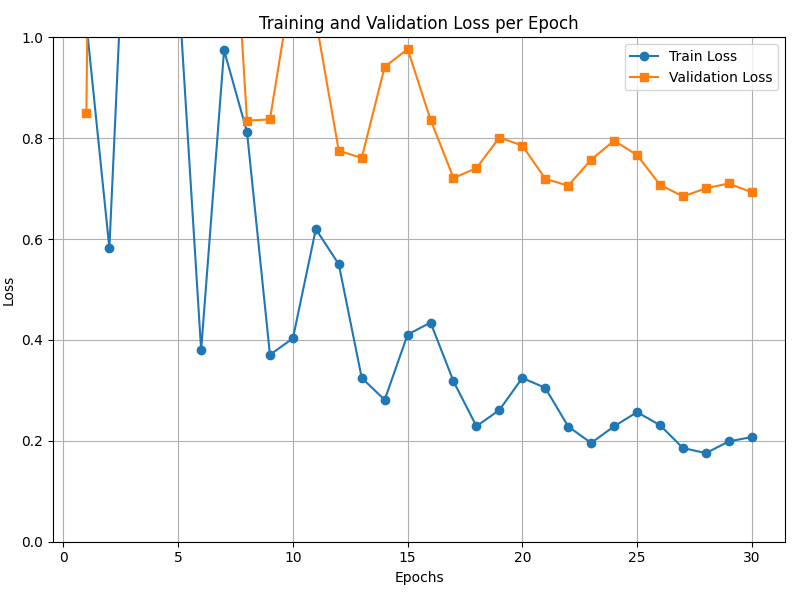 Training and Validation Loss per Epoch
Train Loss
Validation Loss
1.0
0.8
0.6
0.4
0.2
0.0
Loss
0 5 10 15 20 25 30
Epochs